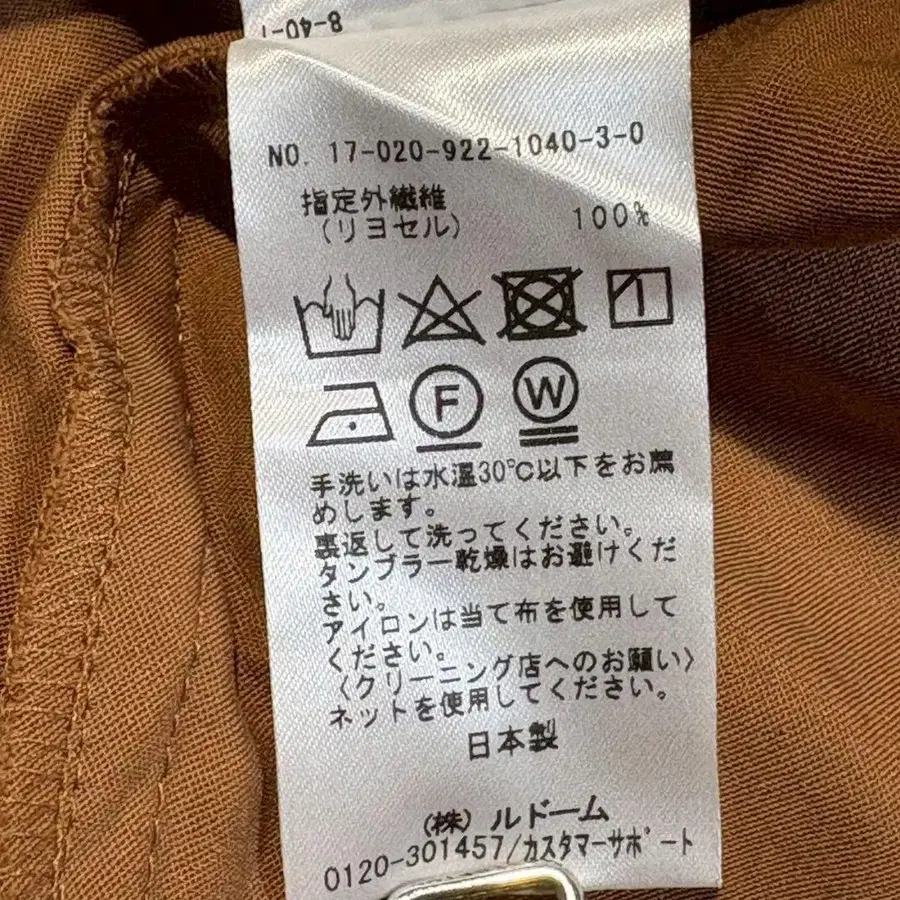 8-40-1
NO. 17-020-922-1040-3-0
指定外繊維
(リヨセル) 100%
F W
手洗いは水温30℃以下をお薦
めします。
裏返して洗ってください。
タンブラー乾燥はお避けくだ
さい。
アイロンは当て布を使用して
ください。
〈クリーニング店へのお願い〉
ネットを使用してください。
日本製
(株) ルドーム
0120-301457/カスタマーサポート